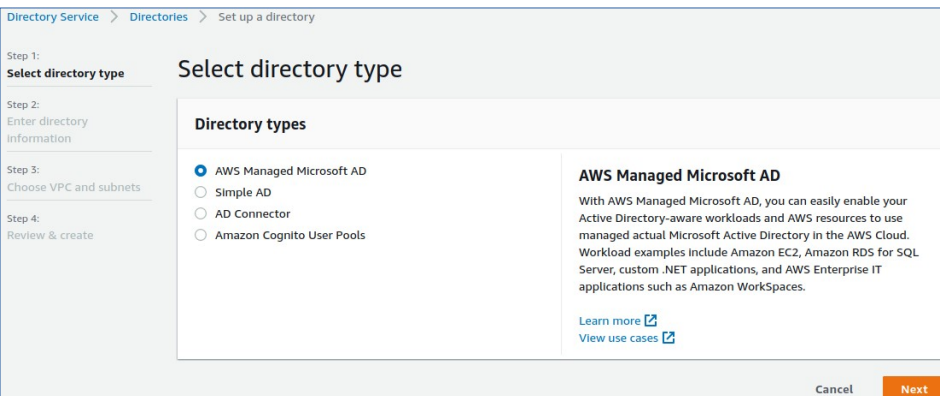 Directory Service > Directories > Set up a directory
Step 1:
Select directory type
Step 2:
Enter directory
information
Step 3:
Choose VPC and subnets
Step 4:
Review & create
Select directory type
Directory types
AWS Managed Microsoft AD
Simple AD
AD Connector
Amazon Cognito User Pools
AWS Managed Microsoft AD
With AWS Managed Microsoft AD, you can easily enable your
Active Directory-aware workloads and AWS resources to use
managed actual Microsoft Active Directory in the AWS Cloud.
Workload examples include Amazon EC2, Amazon RDS for SQL
Server, custom .NET applications, and AWS Enterprise IT
applications such as Amazon WorkSpaces.
Learn more
View use cases
Cancel
Next